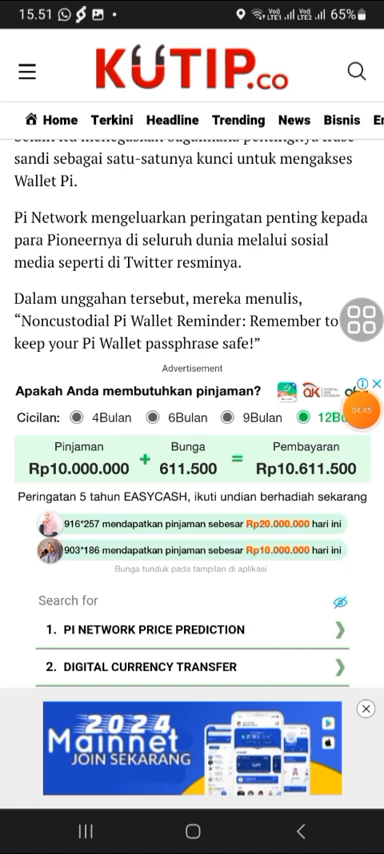 15.51
LTE1 LTE2 65%
KUTIP.co
Home Terkini Headline Trending News Bisnis
sandi sebagai satu-satunya kunci untuk mengakses
Wallet Pi.
Pi Network mengeluarkan peringatan penting kepada
para Pioneernya di seluruh dunia melalui sosial
media seperti di Twitter resminya.
Dalam unggahan tersebut, mereka menulis,
“Noncustodial Pi Wallet Reminder: Remember to
keep your Pi Wallet passphrase safe!”
Advertisement
Apakah Anda membutuhkan pinjaman?
Cicilan: 4Bulan 6Bulan 9Bulan
04:45
Pinjaman Bunga Pembayaran
Rp10.000.000 + 611.500 = Rp10.611.500
Peringatan 5 tahun EASYCASH, ikuti undian berhadiah sekarang
916*257 mendapatkan pinjaman sebesar Rp20.000.000 hari ini
903*186 mendapatkan pinjaman sebesar Rp10.000.000 hari ini
Bunga tunduk pada tampilan di aplikasi
Search for
1. PI NETWORK PRICE PREDICTION
2. DIGITAL CURRENCY TRANSFER
2024
Mainnet
JOIN SEKARANG